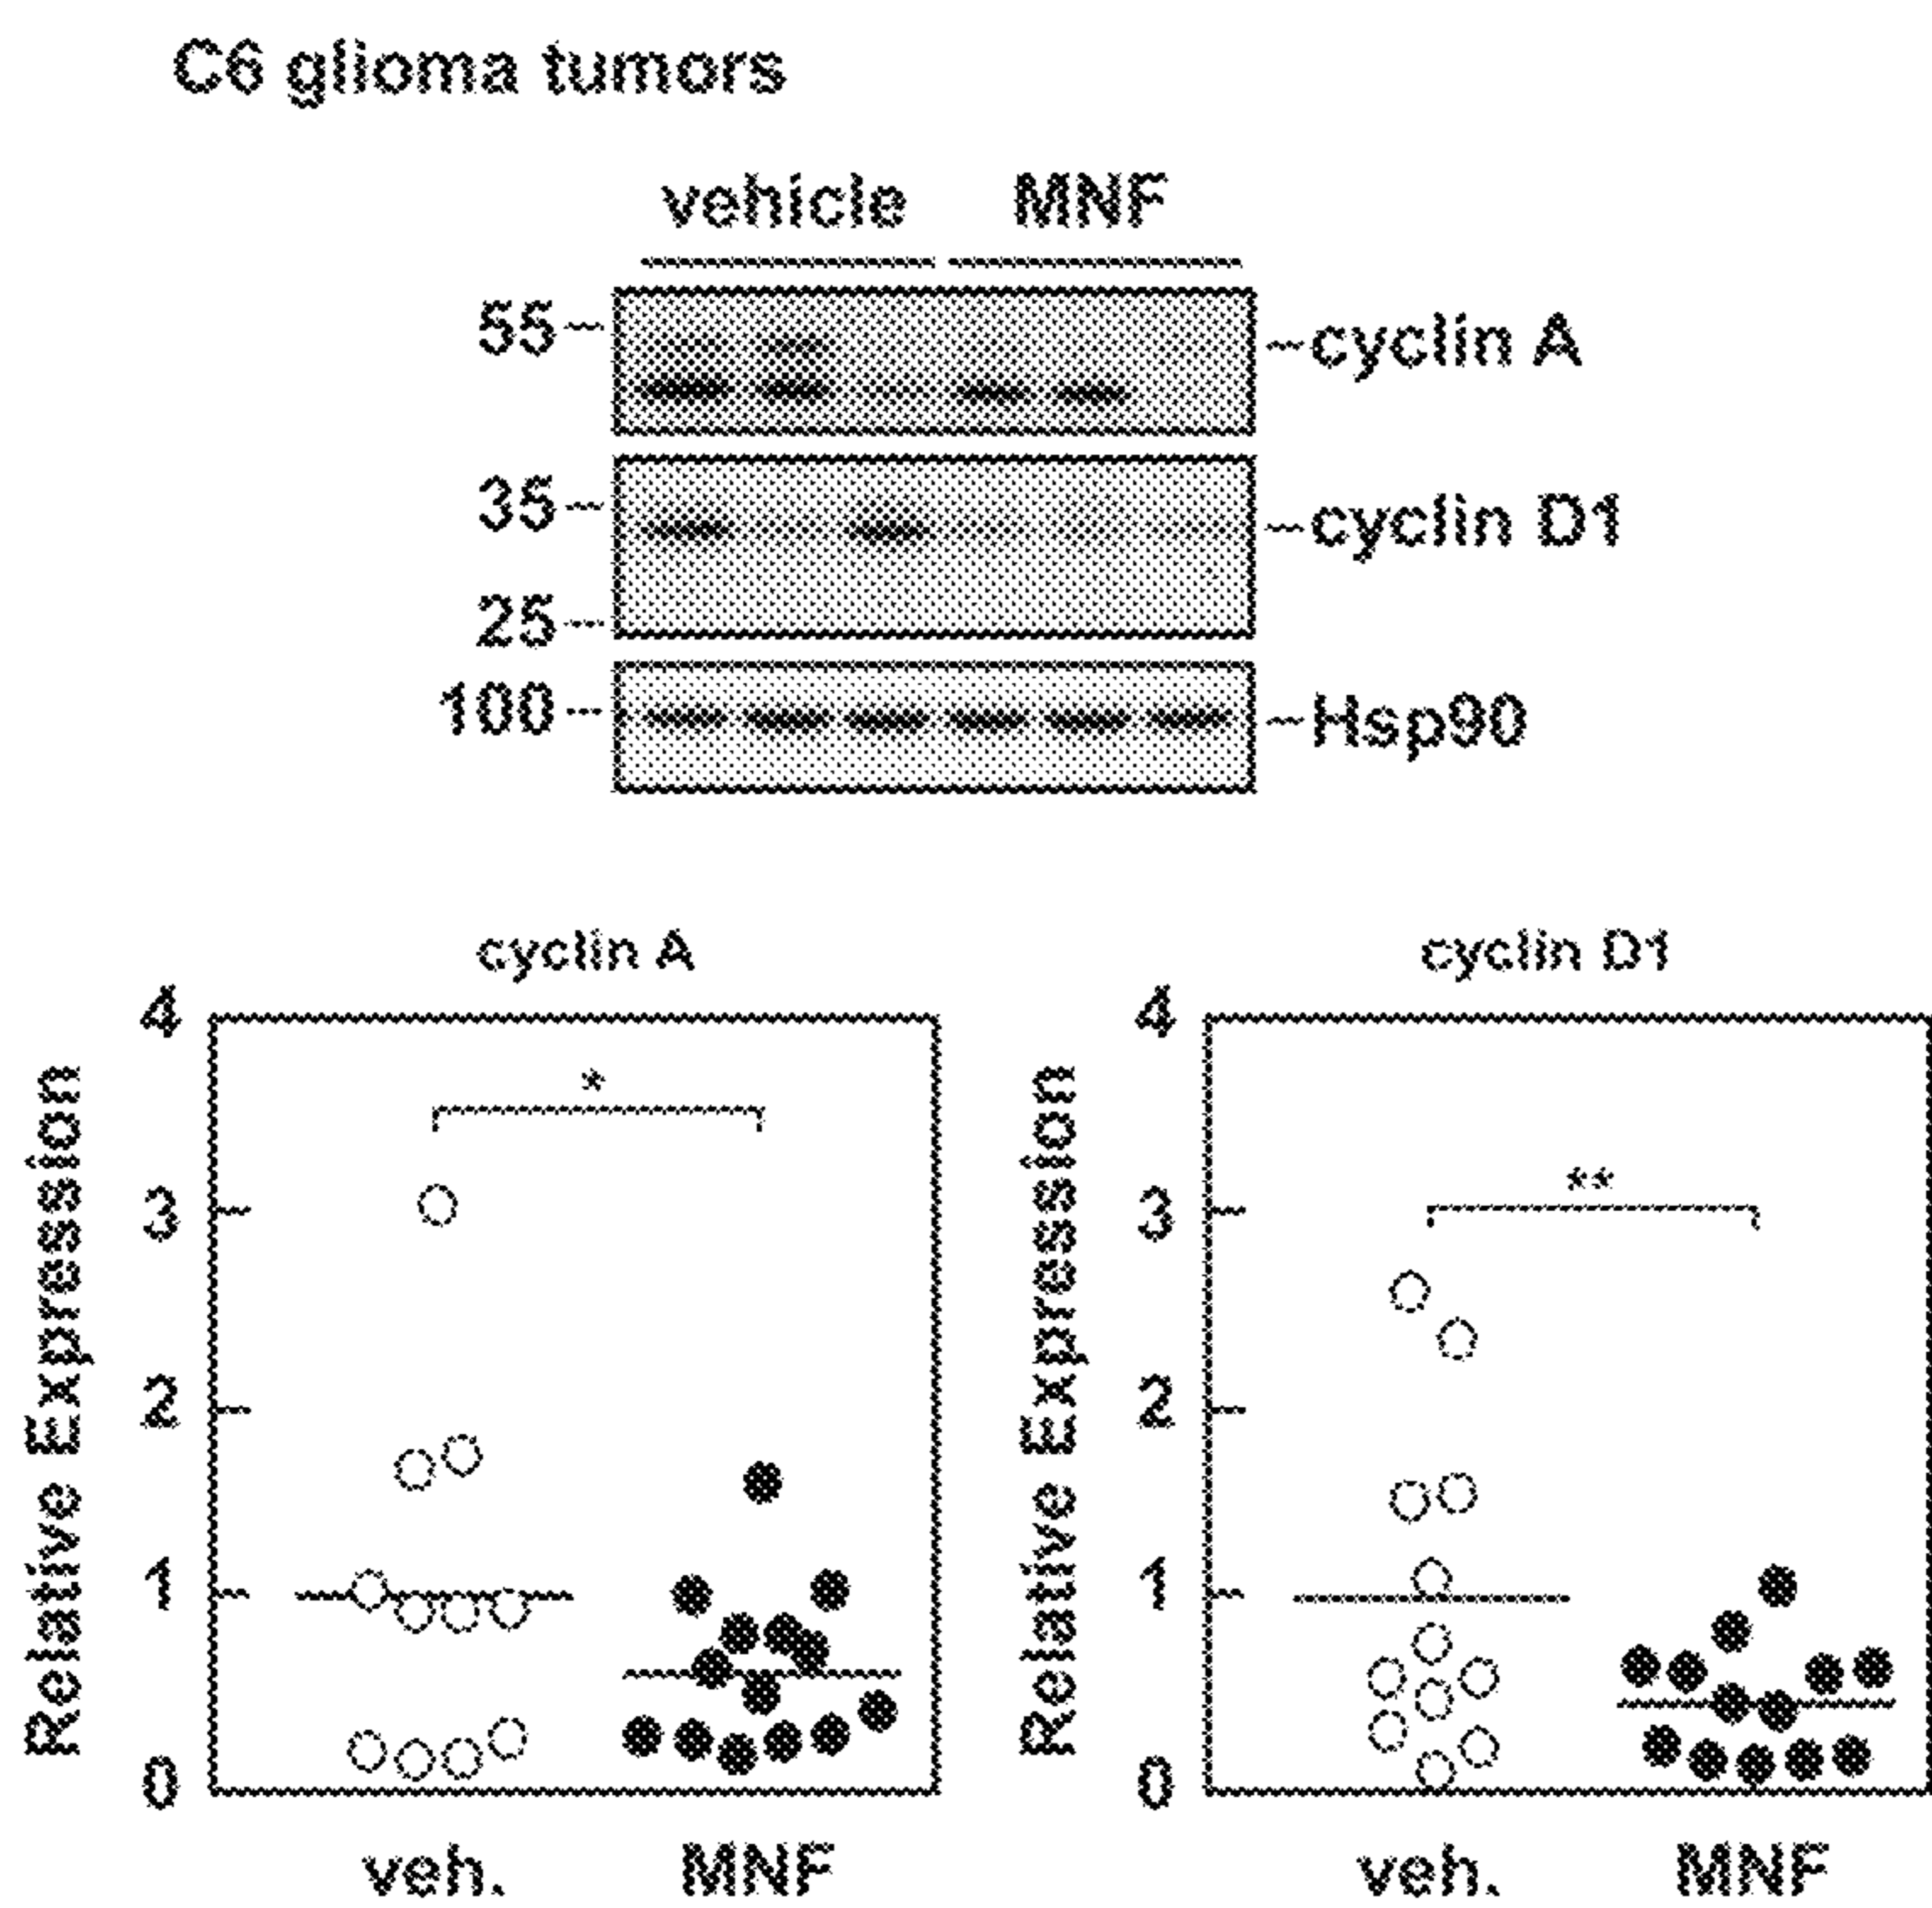 C6 glioma tumors
vehicle MNF
55 cyclin A
35 cyclin D1
25
100 Hsp90
cyclin A
Relative Expression
4
3
2
1
0
*
veh. MNF
cyclin D1
Relative Expression
4
3
2
1
0
**
veh. MNF